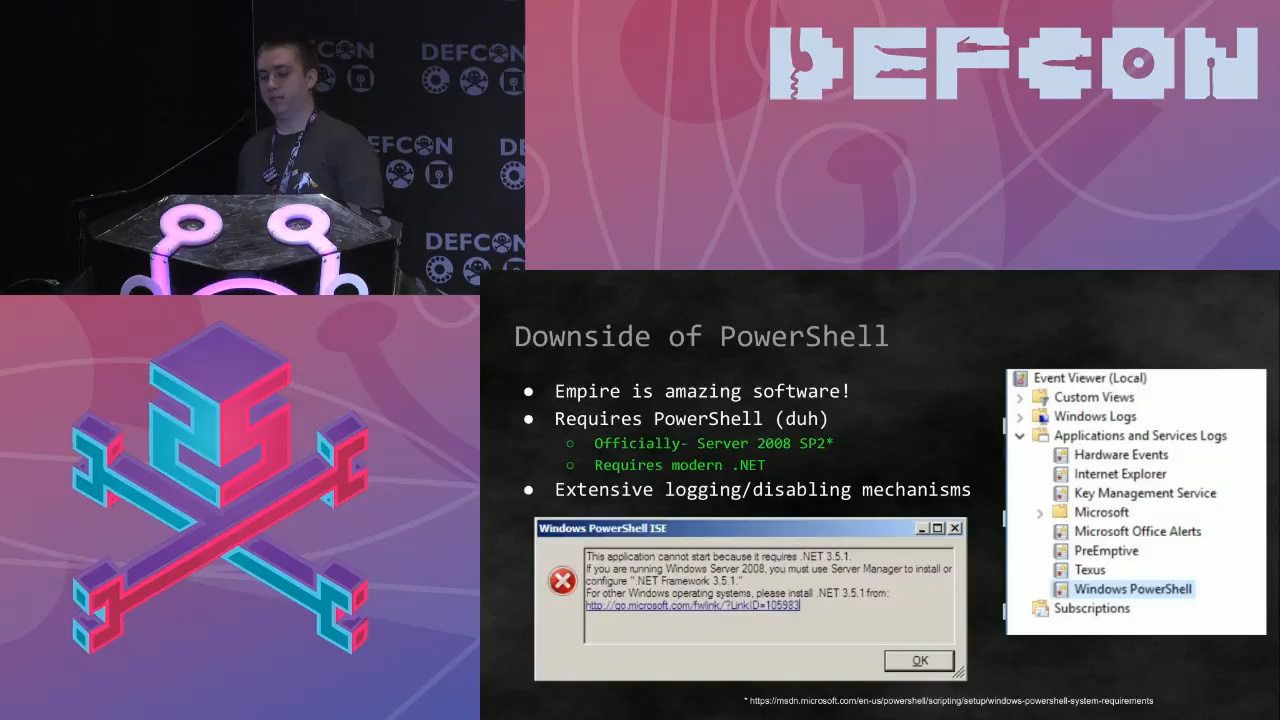 DEFCON
DEFCON
DEFCON
EFCON
DE
DEFCON
Downside of PowerShell
● Empire is amazing software!
● Requires PowerShell (duh)
○ Officially- Server 2008 SP2*
○ Requires modern .NET
● Extensive logging/disabling mechanisms
Windows PowerShell ISE
This application cannot start because it requires .NET 3.5.1.
If you are running Windows Server 2008, you must use Server Manager to install or
configure ".NET Framework 3.5.1."
For other Windows operating systems, please install .NET 3.5.1 from:
http://go.microsoft.com/fwlink/?LinkID=105983
OK
Event Viewer (Local)
Custom Views
Windows Logs
Applications and Services Logs
Hardware Events
Internet Explorer
Key Management Service
Microsoft
Microsoft Office Alerts
PreEmptive
Texus
Windows PowerShell
Subscriptions
* https://msdn.microsoft.com/en-us/powershell/scripting/setup/windows-powershell-system-requirements